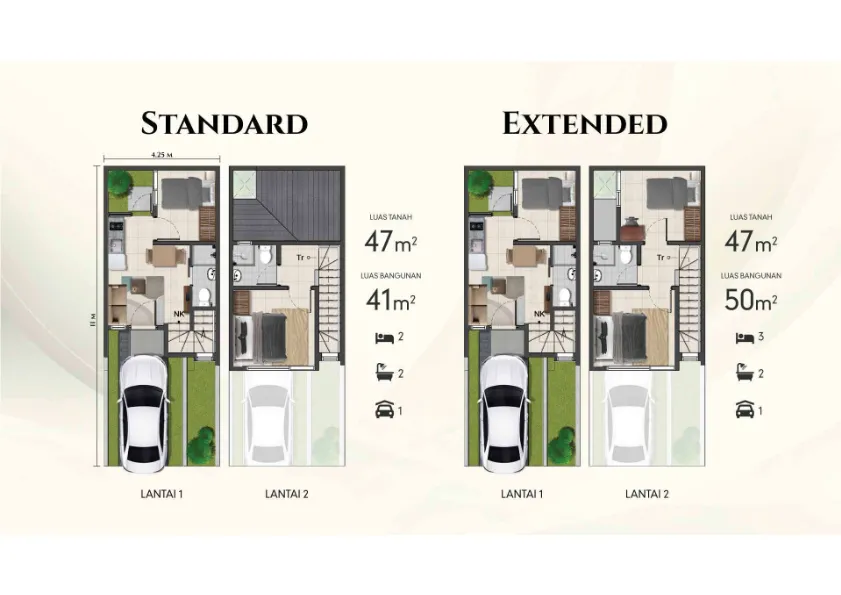 STANDARD
4.25 M
11 M
NK
Tr
LUAS TANAH
47m²
LUAS BANGUNAN
41m²
2
2
1
LANTAI 1
LANTAI 2
EXTENDED
NK
Tr
LUAS TANAH
47m²
LUAS BANGUNAN
50m²
3
2
1
LANTAI 1
LANTAI 2